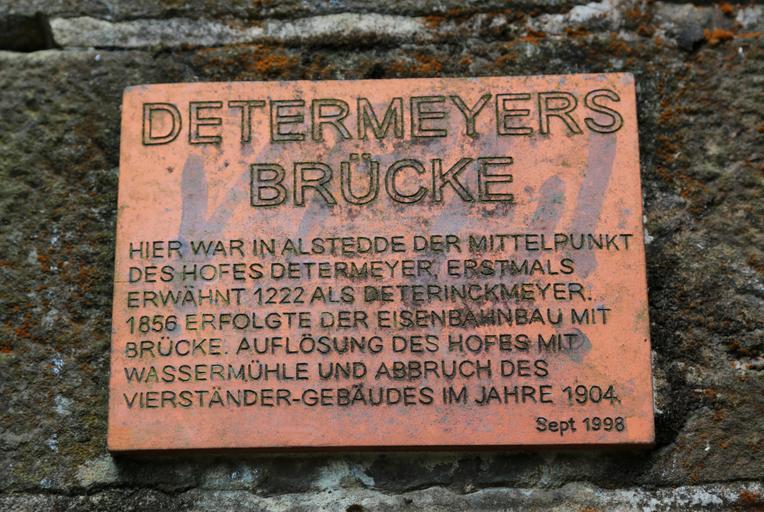 DETERMEYERS
BRÜCKE
HIER WAR IN ALSTEDDE DER MITTELPUNKT
DES HOFES DETERMEYER, ERSTMALS
ERWÄHNT 1222 ALS DETERINCKMEYER.
1856 ERFOLGTE DER EISENBAHNBAU MIT
BRÜCKE. AUFLÖSUNG DES HOFES MIT
WASSERMÜHLE UND ABBRUCH DES
VIERSTÄNDER-GEBÄUDES IM JAHRE 1904.
Sept 1998